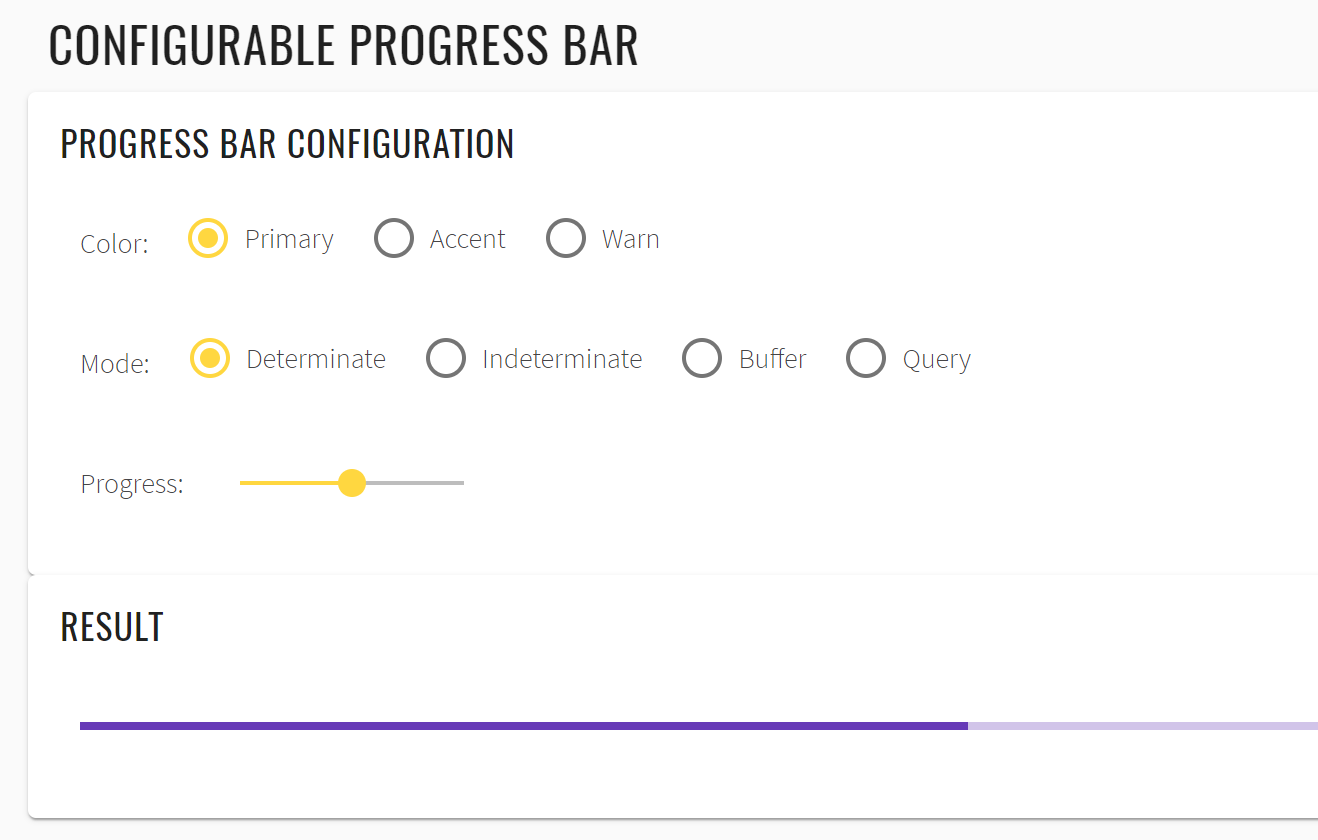 CONFIGURABLE PROGRESS BAR
PROGRESS BAR CONFIGURATION
Color: Primary Accent Warn
Mode: Determinate Indeterminate Buffer Query
Progress:
RESULT